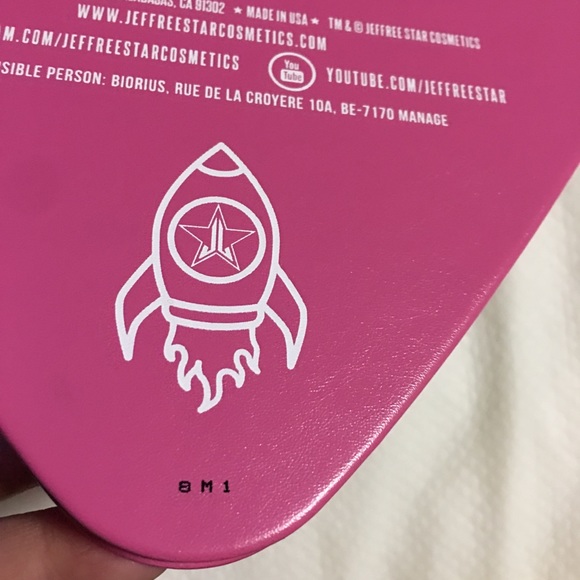 CA 91302 ★ MADE IN USA ★ TM & © JEFFREE STAR COSMETICS
WWW.JEFFREESTARCOSMETICS.COM
M.COM/JEFFREESTARCOSMETICS You Tube YOUTUBE.COM/JEFFREESTAR
SIBLE PERSON: BIORIUS, RUE DE LA CROYERE 10A, BE-7170 MANAGE
8M1